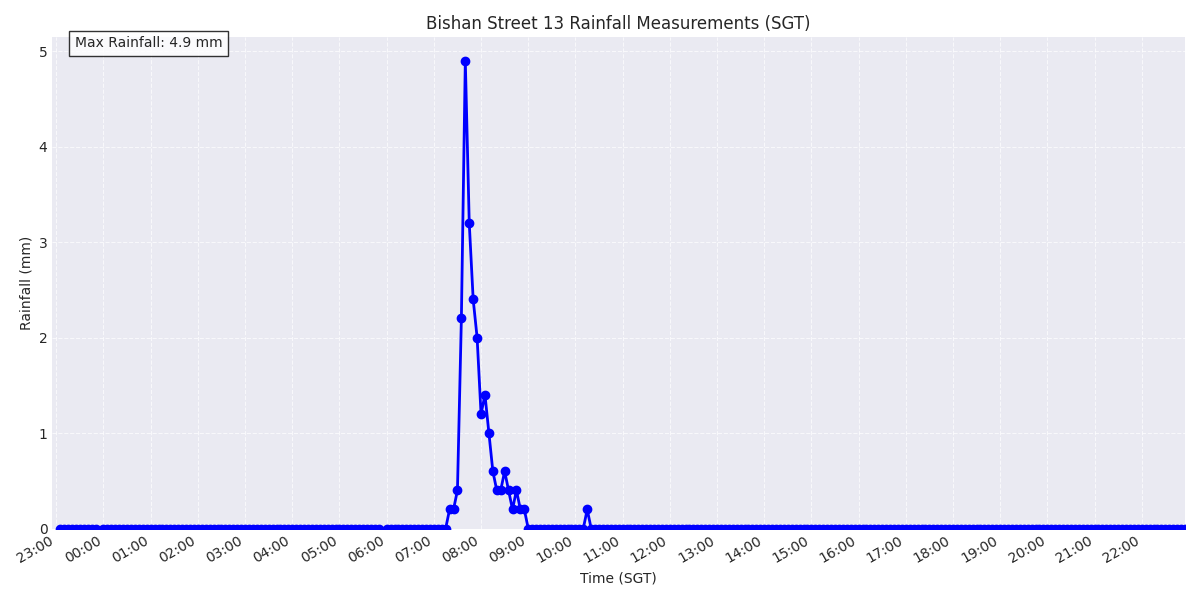 Bishan Street 13 Rainfall Measurements (SGT)
Max Rainfall: 4.9 mm
5
4
3
2
1
0
Rainfall (mm)
23:00 00:00 01:00 02:00 03:00 04:00 05:00 06:00 07:00 08:00 09:00 10:00 11:00 12:00 13:00 14:00 15:00 16:00 17:00 18:00 19:00 20:00 21:00 22:00
Time (SGT)